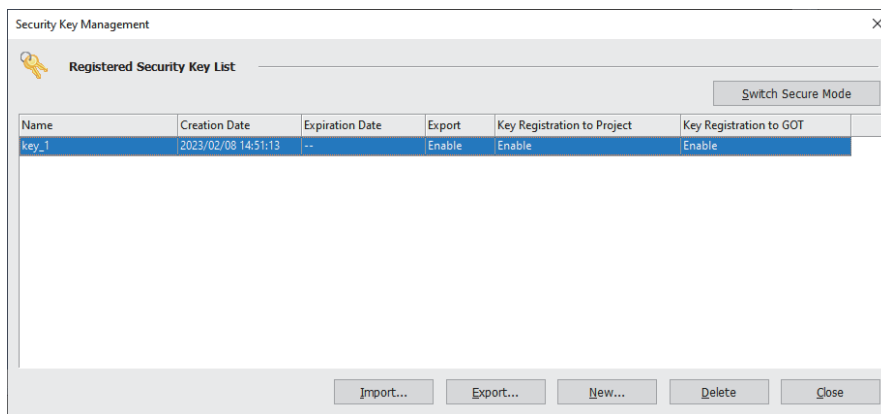 Security Key Management
Registered Security Key List
Switch Secure Mode
Name Creation Date Expiration Date Export Key Registration to Project Key Registration to GOT
key_1 2023/02/08 14:51:13 -- Enable Enable Enable
Import... Export... New... Delete Close